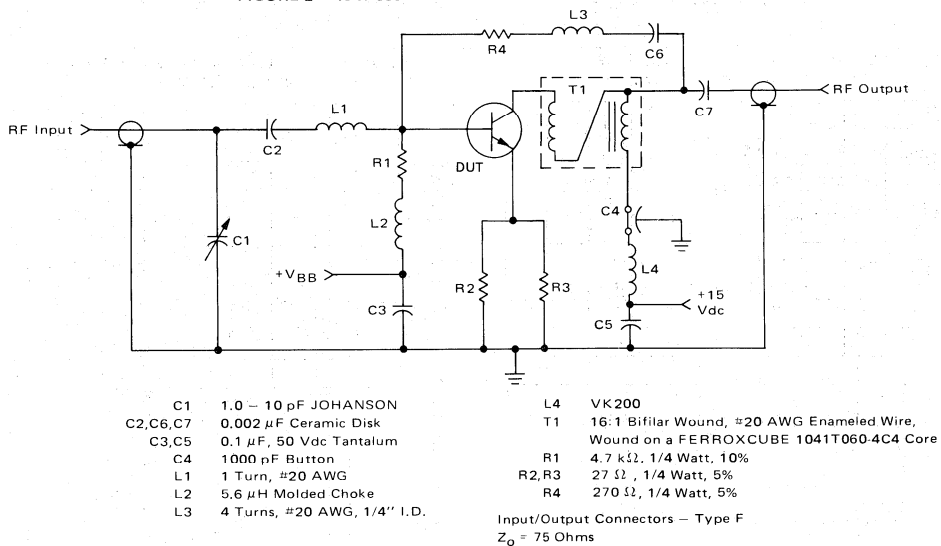 L3
R4
C6
T1
RF Input
L1
C2
C7
RF Output
R1
DUT
L2
C4
C1
+VBB
R2
R3
L4
C3
+15
Vdc
C5
C1 1.0 – 10 pF JOHANSON
C2,C6,C7 0.002 μF Ceramic Disk
C3,C5 0.1 μF, 50 Vdc Tantalum
C4 1000 pF Button
L1 1 Turn, #20 AWG
L2 5.6 μH Molded Choke
L3 4 Turns, #20 AWG, 1/4'' I.D.
L4 VK200
T1 16:1 Bifilar Wound, #20 AWG Enameled Wire,
Wound on a FERROXCUBE 1041T060-4C4 Core
R1 4.7 kΩ, 1/4 Watt, 10%
R2,R3 27 Ω , 1/4 Watt, 5%
R4 270 Ω, 1/4 Watt, 5%
Input/Output Connectors – Type F
Zo = 75 Ohms